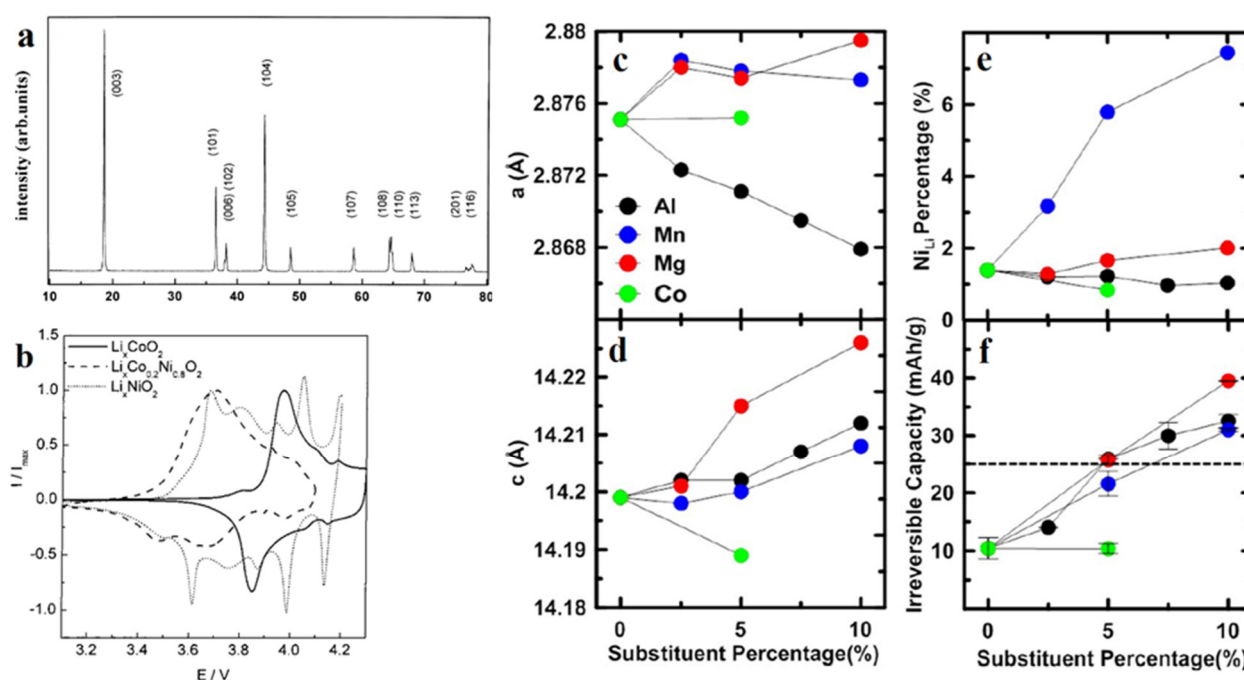 a
intensity (arb.units)
(003)
(101)
(006) (102)
(104)
(105)
(107)
(108)
(110)
(113)
(201)
(116)
10 20 30 40 50 60 70 80
b
1.5
1.0
0.5
0.0
-0.5
-1.0
I / Imax
LixCoO2
LixCo0.2Ni0.8O2
LixNiO2
3.2 3.4 3.6 3.8 4.0 4.2
E / V
c
2.88
2.876
2.872
2.868
a (Å)
Al
Mn
Mg
Co
d
14.22
14.21
14.2
14.19
14.18
c (Å)
0 5 10
Substituent Percentage(%)
e
8
6
4
2
0
NiLi Percentage (%)
f
40
30
20
10
Irreversible Capacity (mAh/g)
0 5 10
Substituent Percentage(%)